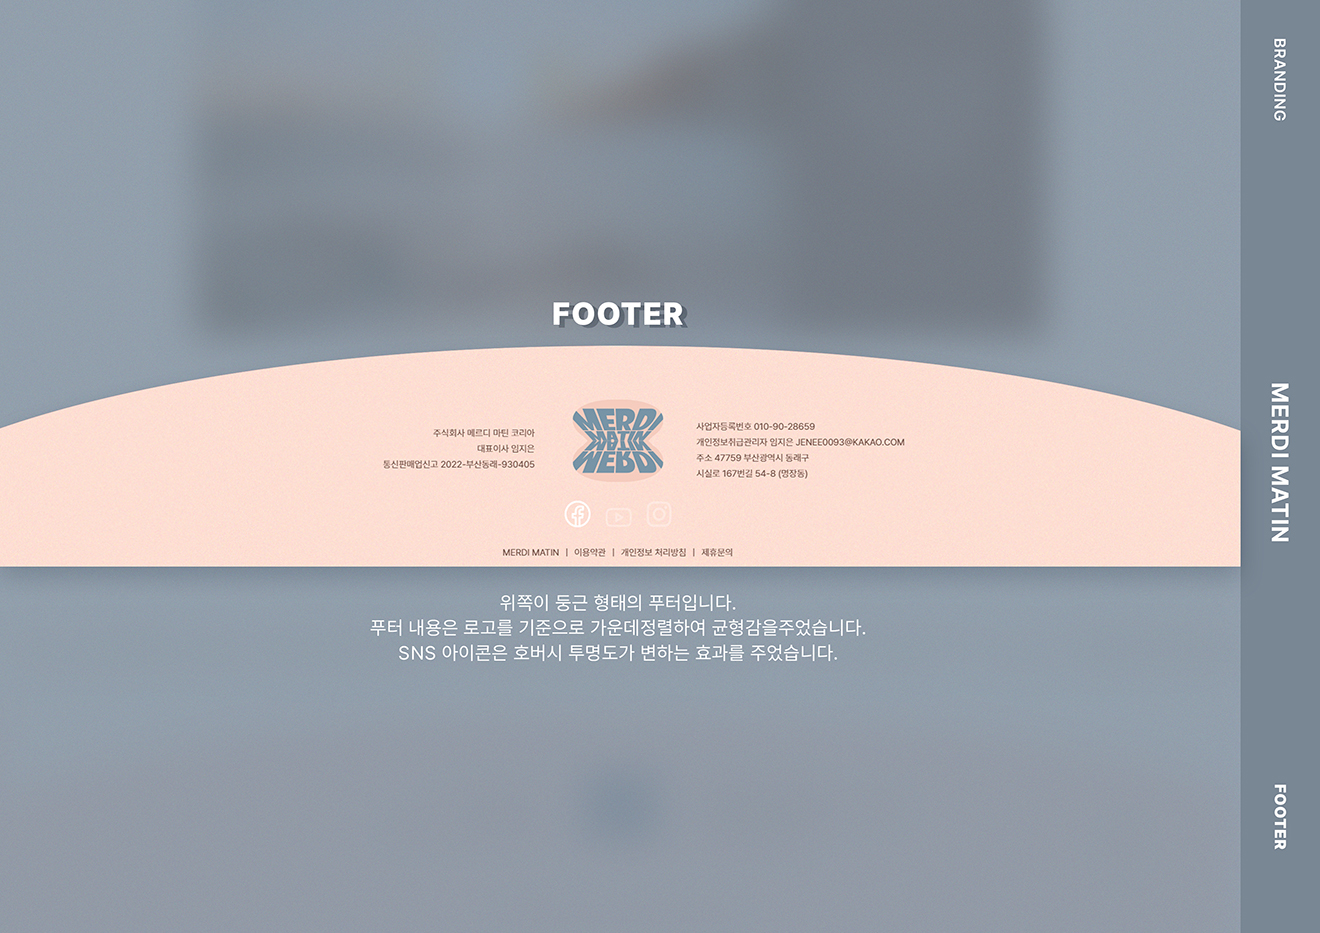 BRANDING
MERDI MATIN
FOOTER
FOOTER
주식회사 메르디 마틴 코리아
대표이사 임지은
통신판매업신고 2022-부산동래-930405
MERDI
MATIN
MERDI
사업자등록번호 010-90-28659
개인정보취급관리자 임지은 JENEE0093@KAKAO.COM
주소 47759 부산광역시 동래구
시실로 167번길 54-8 (명장동)
MERDI MATIN | 이용약관 | 개인정보 처리방침 | 제휴문의
위쪽이 둥근 형태의 푸터입니다.
푸터 내용은 로고를 기준으로 가운데정렬하여 균형감을주었습니다.
SNS 아이콘은 호버시 투명도가 변하는 효과를 주었습니다.